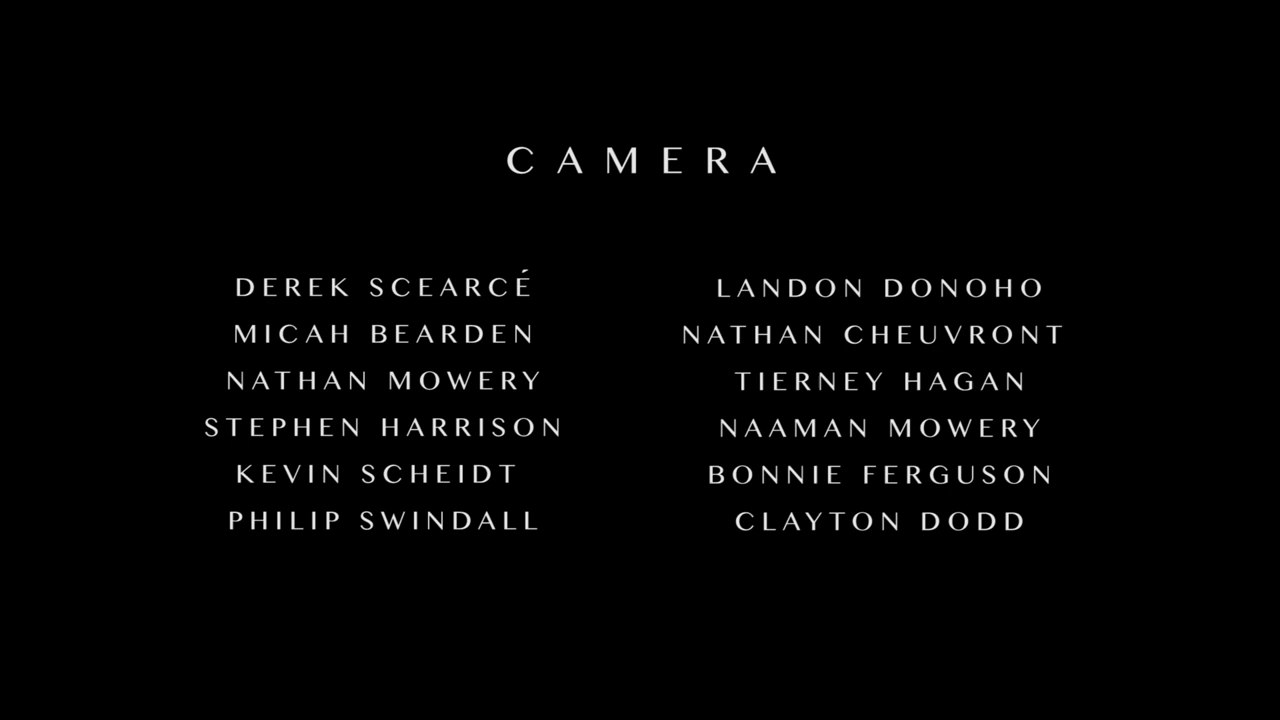 CAMERA
DEREK SCEARCÉ
MICAH BEARDEN
NATHAN MOWERY
STEPHEN HARRISON
KEVIN SCHEIDT
PHILIP SWINDALL
LANDON DONOHO
NATHAN CHEUVRONT
TIERNEY HAGAN
NAAMAN MOWERY
BONNIE FERGUSON
CLAYTON DODD